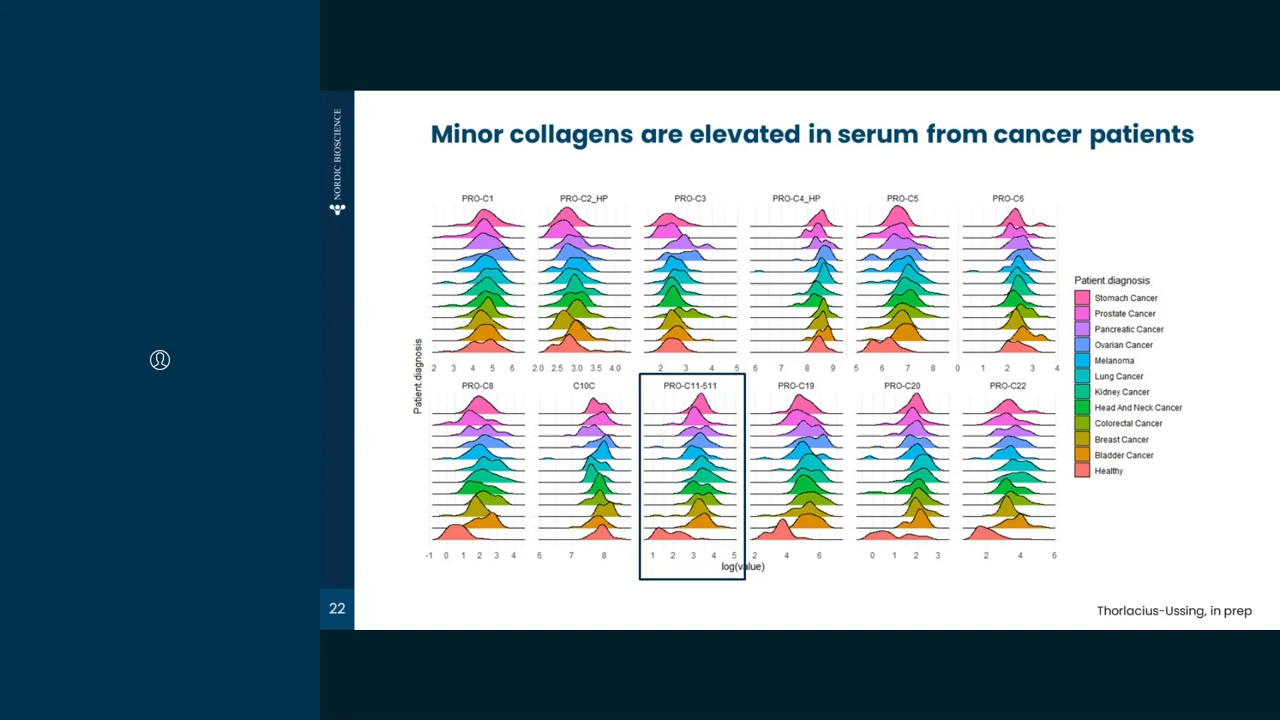 NORDIC BIOSCIENCE
Minor collagens are elevated in serum from cancer patients
PRO-C1 PRO-C2_HP PRO-C3 PRO-C4_HP PRO-C5 PRO-C6
2 3 4 5 6 2.0 2.5 3.0 3.5 4.0 2 3 4 5 6 7 8 9 5 6 7 8 0 1 2 3 4
PRO-C8 C10C PRO-C11-511 PRO-C19 PRO-C20 PRO-C22
-1 0 1 2 3 4 6 7 8 1 2 3 4 5 2 4 6 0 1 2 3 2 4 6
Patient.diagnosis
log(value)
Patient.diagnosis
Stomach Cancer
Prostate Cancer
Pancreatic Cancer
Ovarian Cancer
Melanoma
Lung Cancer
Kidney Cancer
Head And Neck Cancer
Colorectal Cancer
Breast Cancer
Bladder Cancer
Healthy
22
Thorlacius-Ussing, in prep